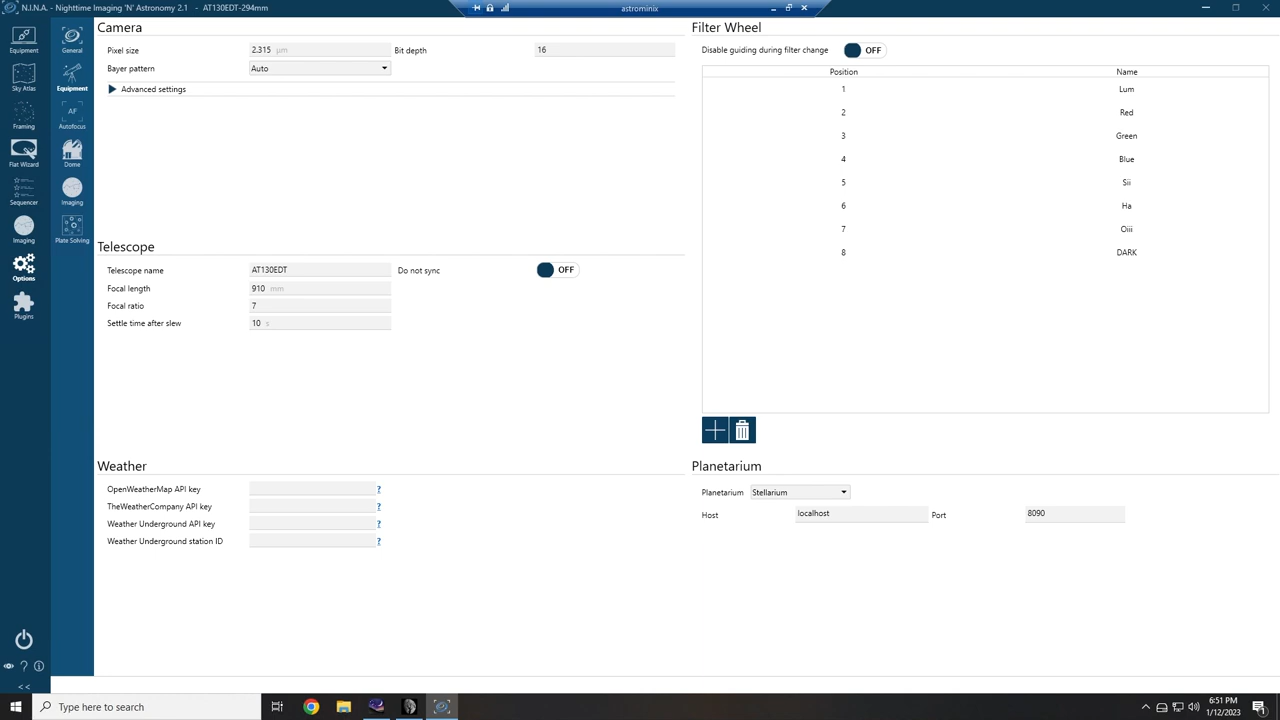 N.I.N.A. - Nighttime Imaging 'N' Astronomy 2.1 - AT130EDT-294mm
astrominix
Equipment
Sky Atlas
Framing
Flat Wizard
Sequencer
Imaging
Options
Plugins
General
Equipment
AF
Autofocus
Dome
Imaging
Plate Solving
Camera
Pixel size 2.315 µm Bit depth 16
Bayer pattern Auto
Advanced settings
Telescope
Telescope name AT130EDT Do not sync OFF
Focal length 910 mm
Focal ratio 7
Settle time after slew 10 s
Weather
OpenWeatherMap API key ?
TheWeatherCompany API key ?
Weather Underground API key ?
Weather Underground station ID ?
Filter Wheel
Disable guiding during filter change OFF
Position Name
1 Lum
2 Red
3 Green
4 Blue
5 Sii
6 Ha
7 Oiii
8 DARK
Planetarium
Planetarium Stellarium
Host localhost Port 8090
?
<<
Type here to search
6:51 PM
1/12/2023
1